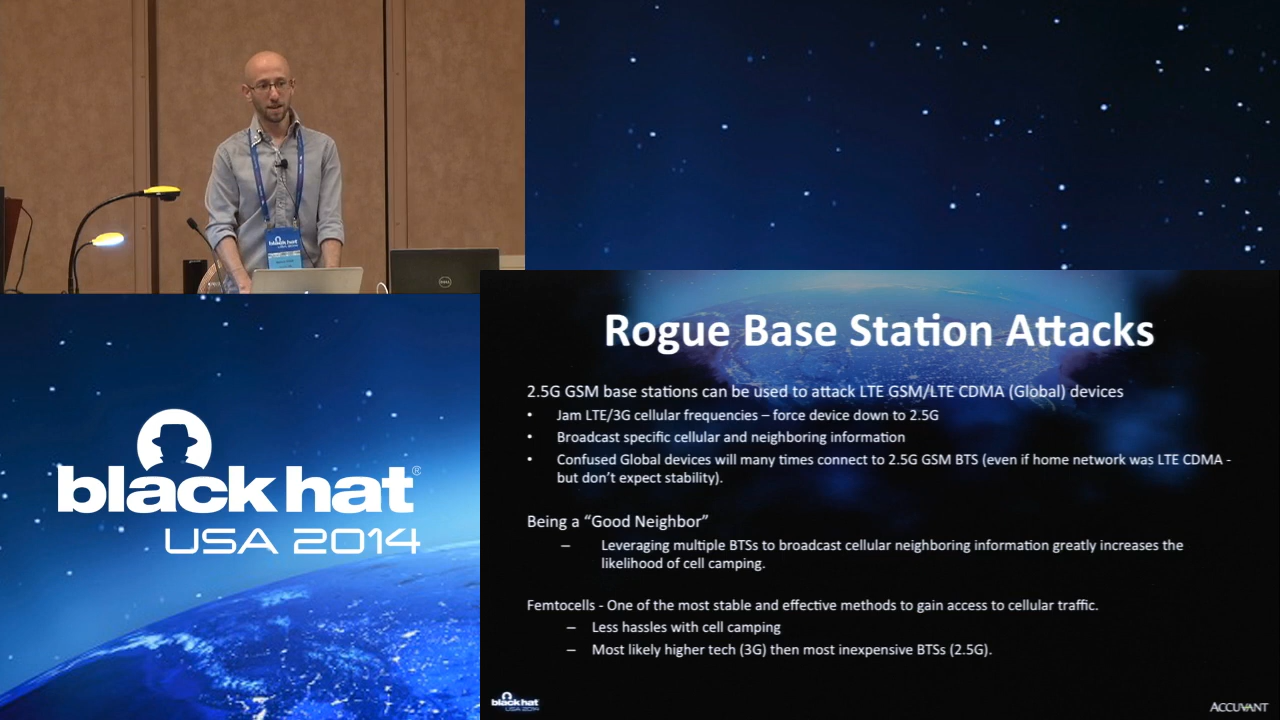 black hat
DELL
black hat®
USA 2014
Rogue Base Station Attacks
2.5G GSM base stations can be used to attack LTE GSM/LTE CDMA (Global) devices
• Jam LTE/3G cellular frequencies – force device down to 2.5G
• Broadcast specific cellular and neighboring information
• Confused Global devices will many times connect to 2.5G GSM BTS (even if home network was LTE CDMA -
but don't expect stability).
Being a “Good Neighbor”
– Leveraging multiple BTSs to broadcast cellular neighboring information greatly increases the
likelihood of cell camping.
Femtocells - One of the most stable and effective methods to gain access to cellular traffic.
– Less hassles with cell camping
– Most likely higher tech (3G) then most inexpensive BTSs (2.5G).
black hat
USA 2014
ACCUVANT